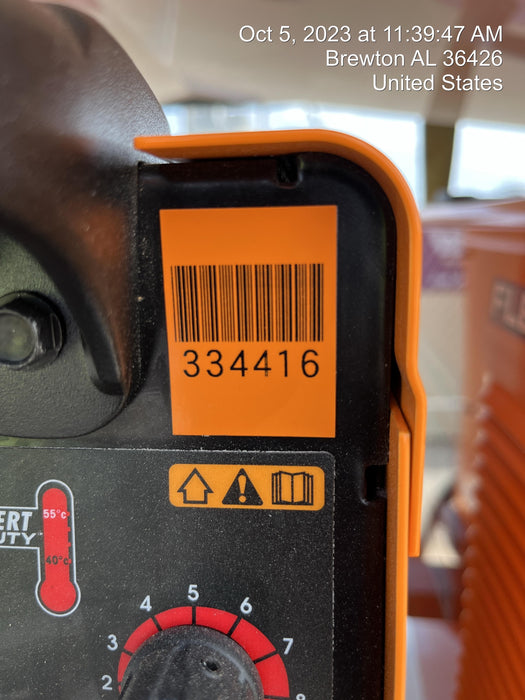 Oct 5, 2023 at 11:39:47 AM
Brewton AL 36426
United States
334416
55°c
40°c
2 3 4 5 6 7